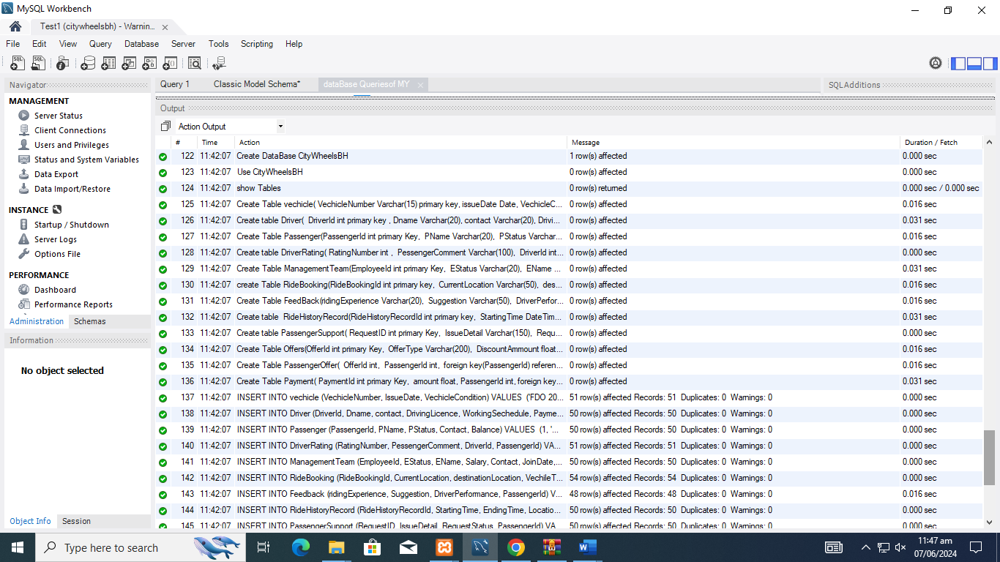 MySQL Workbench
Test1 (citywheelsbh) - Warnin...
File Edit View Query Database Server Tools Scripting Help
Navigator
MANAGEMENT
Server Status
Client Connections
Users and Privileges
Status and System Variables
Data Export
Data Import/Restore
INSTANCE
Startup / Shutdown
Server Logs
Options File
PERFORMANCE
Dashboard
Performance Reports
Administration Schemas
Information
No object selected
Object Info Session
Query 1 Classic Model Schema* dataBase Queriesof MY
SQLAdditions
Output
Action Output
# Time Action Message Duration / Fetch
122 11:42:07 Create DataBase CityWheelsBH 1 row(s) affected 0.000 sec
123 11:42:07 Use CityWheelsBH 0 row(s) affected 0.000 sec
124 11:42:07 show Tables 0 row(s) returned 0.000 sec / 0.000 sec
125 11:42:07 Create Table vechicle( VechicleNumber Varchar(15) primary key, issueDate Date, VechicleC... 0 row(s) affected 0.016 sec
126 11:42:07 Create table Driver( DriverId int primary key , Dname Varchar(20), contact Varchar(20), Drivi... 0 row(s) affected 0.031 sec
127 11:42:07 Create Table Passenger(PassengerId int primary Key, PName Varchar(20), PStatus Varchar... 0 row(s) affected 0.016 sec
128 11:42:07 Create table DriverRating( RatingNumber int , PessengerComment Varchar(100), DriverId int... 0 row(s) affected 0.000 sec
129 11:42:07 Create Table ManagementTeam(EmployeeId int primary Key, EStatus Varchar(20), EName ... 0 row(s) affected 0.031 sec
130 11:42:07 create Table RideBooking(RideBookingId int primary key, CurrentLocation Varchar(50), des... 0 row(s) affected 0.016 sec
131 11:42:07 Create Table FeedBack(ridingExperience Varchar(20), Suggestion Varchar(50), DriverPerfor... 0 row(s) affected 0.016 sec
132 11:42:07 Create table RideHistoryRecord(RideHistoryRecordId int primary key, StartingTime DateTim... 0 row(s) affected 0.031 sec
133 11:42:07 Create table PassengerSupport( RequestID int primary Key, IssueDetail Varchar(150), Requ... 0 row(s) affected 0.016 sec
134 11:42:07 Create Table Offers(OfferId int primary Key, OfferType Varchar(200), DiscountAmmount float... 0 row(s) affected 0.016 sec
135 11:42:07 Create Table PassengerOffer( OfferId int, PassengerId int, foreign key(PassengerId) referen... 0 row(s) affected 0.016 sec
136 11:42:07 Create Table Payment( PaymentId int primary Key, amount float, PassengerId int, foreign key... 0 row(s) affected 0.031 sec
137 11:42:07 INSERT INTO vechicle (VechicleNumber, IssueDate, VechicleCondition) VALUES ('FDO 20... 51 row(s) affected Records: 51 Duplicates: 0 Warnings: 0 0.000 sec
138 11:42:07 INSERT INTO Driver (DriverId, Dname, contact, DrivingLicence, WorkingSechedule, Payme... 50 row(s) affected Records: 50 Duplicates: 0 Warnings: 0 0.000 sec
139 11:42:07 INSERT INTO Passenger (PassengerId, PName, PStatus, Contact, Balance) VALUES (1, '... 50 row(s) affected Records: 50 Duplicates: 0 Warnings: 0 0.000 sec
140 11:42:07 INSERT INTO DriverRating (RatingNumber, PessengerComment, DriverId, PassengerId) VA... 51 row(s) affected Records: 51 Duplicates: 0 Warnings: 0 0.000 sec
141 11:42:07 INSERT INTO ManagementTeam (EmployeeId, EStatus, EName, Salary, Contact, JoinDate,... 50 row(s) affected Records: 50 Duplicates: 0 Warnings: 0 0.000 sec
142 11:42:07 INSERT INTO RideBooking (RideBookingId, CurrentLocation, destinationLocation, VechileT... 54 row(s) affected Records: 54 Duplicates: 0 Warnings: 0 0.000 sec
143 11:42:07 INSERT INTO Feedback (ridingExperience, Suggestion, DriverPerformance, PassengerId) V... 48 row(s) affected Records: 48 Duplicates: 0 Warnings: 0 0.016 sec
144 11:42:07 INSERT INTO RideHistoryRecord (RideHistoryRecordId, StartingTime, EndingTime, Locatio... 50 row(s) affected Records: 50 Duplicates: 0 Warnings: 0 0.000 sec
145 11:42:07 INSERT INTO PassengerSupport (RequestID, IssueDetail, RequestStatus, PassengerId) VA... 50 row(s) affected Records: 50 Duplicates: 0 Warnings: 0 0.000 sec
Type here to search
11:47 am
07/06/2024